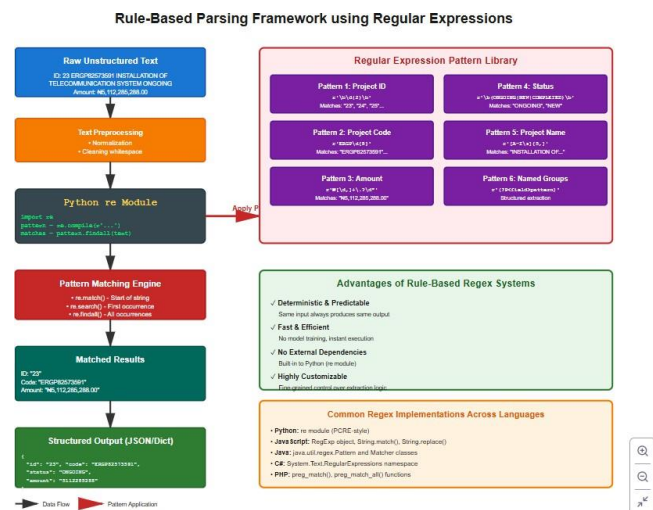 Rule-Based Parsing Framework using Regular Expressions
Raw Unstructured Text
ID: 23 ERGP82573591 INSTALLATION OF
TELECOMMUNICATION SYSTEM ONGOING
Amount: ₦5,112,285,288.00
Text Preprocessing
• Normalization
• Cleaning whitespace
Python re Module
import re
pattern = re.compile(r'...')
matches = pattern.findall(text)
Apply P
Pattern Matching Engine
• re.match() - Start of string
• re.search() - First occurrence
• re.findall() - All occurrences
Matched Results
ID: "23"
Code: "ERGP82573591"
Amount: "₦5,112,285,288.00"
Structured Output (JSON/Dict)
{
"id": "23", "code": "ERGP82573591",
"status": "ONGOING",
"amount": "5112285288"
Data Flow
Pattern Application
Regular Expression Pattern Library
Pattern 1: Project ID
Matches: "23", "24", "25"...
Pattern 2: Project Code
Matches: "ERGP82573591"...
Pattern 3: Amount
Matches: "₦5,112,285,288.00"
Pattern 4: Status
Matches: "ONGOING", "NEW"
Pattern 5: Project Name
Matches: "INSTALLATION OF..."
Pattern 6: Named Groups
Structured extraction
Advantages of Rule-Based Regex Systems
✓ Deterministic & Predictable
Same input always produces same output
✓ Fast & Efficient
No model training, instant execution
✓ No External Dependencies
Built-in to Python (re module)
✓ Highly Customizable
Fine-grained control over extraction logic
Common Regex Implementations Across Languages
• Python: re module (PCRE-style)
• JavaScript: RegExp object, String.match(), String.replace()
• Java: java.util.regex.Pattern and Matcher classes
• C#: System.Text.RegularExpressions namespace
• PHP: preg_match(), preg_match_all() functions